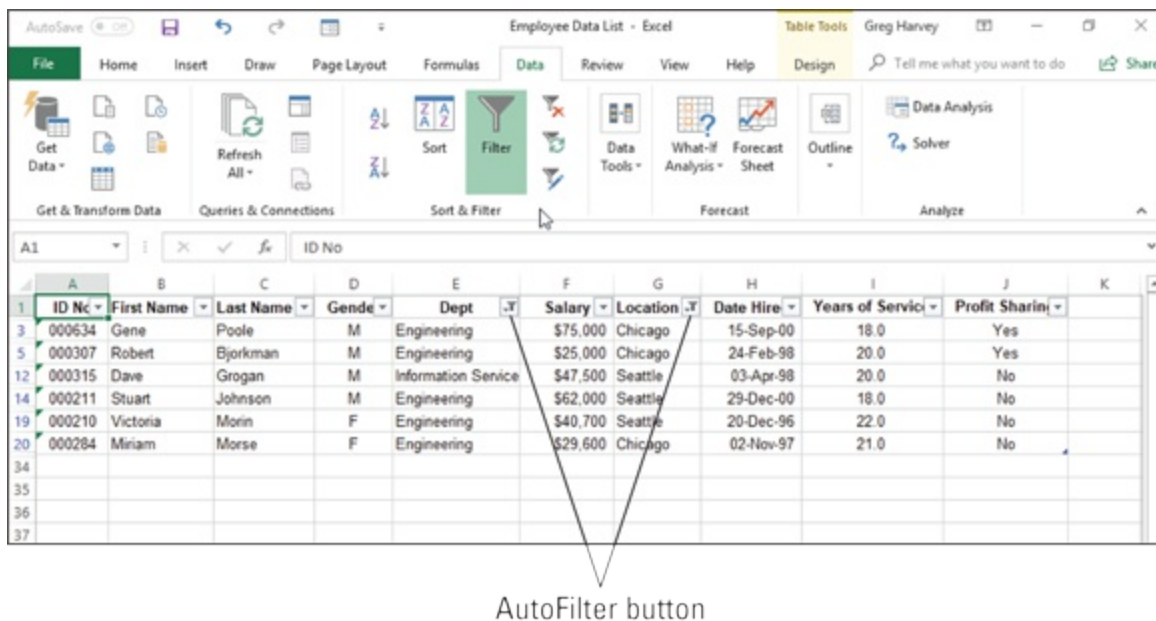 AutoSave Off Employee Data List - Excel Table Tools Greg Harvey
File Home Insert Draw Page Layout Formulas Data Review View Help Design Tell me what you want to do Share
Get Data Refresh All Sort Filter Data Tools What-If Analysis Forecast Sheet Outline Data Analysis
Solver
Get & Transform Data Queries & Connections Sort & Filter Forecast Analyze
A1 fx ID No
A B C D E F G H I J K
1 ID No First Name Last Name Gende Dept Salary Location Date Hire Years of Servic Profit Sharing
3 000634 Gene Poole M Engineering $75,000 Chicago 15-Sep-00 18.0 Yes
5 000307 Robert Bjorkman M Engineering $25,000 Chicago 24-Feb-98 20.0 Yes
12 000315 Dave Grogan M Information Service $47,500 Seattle 03-Apr-98 20.0 No
14 000211 Stuart Johnson M Engineering $62,000 Seattle 29-Dec-00 18.0 No
19 000210 Victoria Morin F Engineering $40,700 Seattle 20-Dec-96 22.0 No
20 000284 Miriam Morse F Engineering $29,600 Chicago 02-Nov-97 21.0 No
34
35
36
37
AutoFilter button